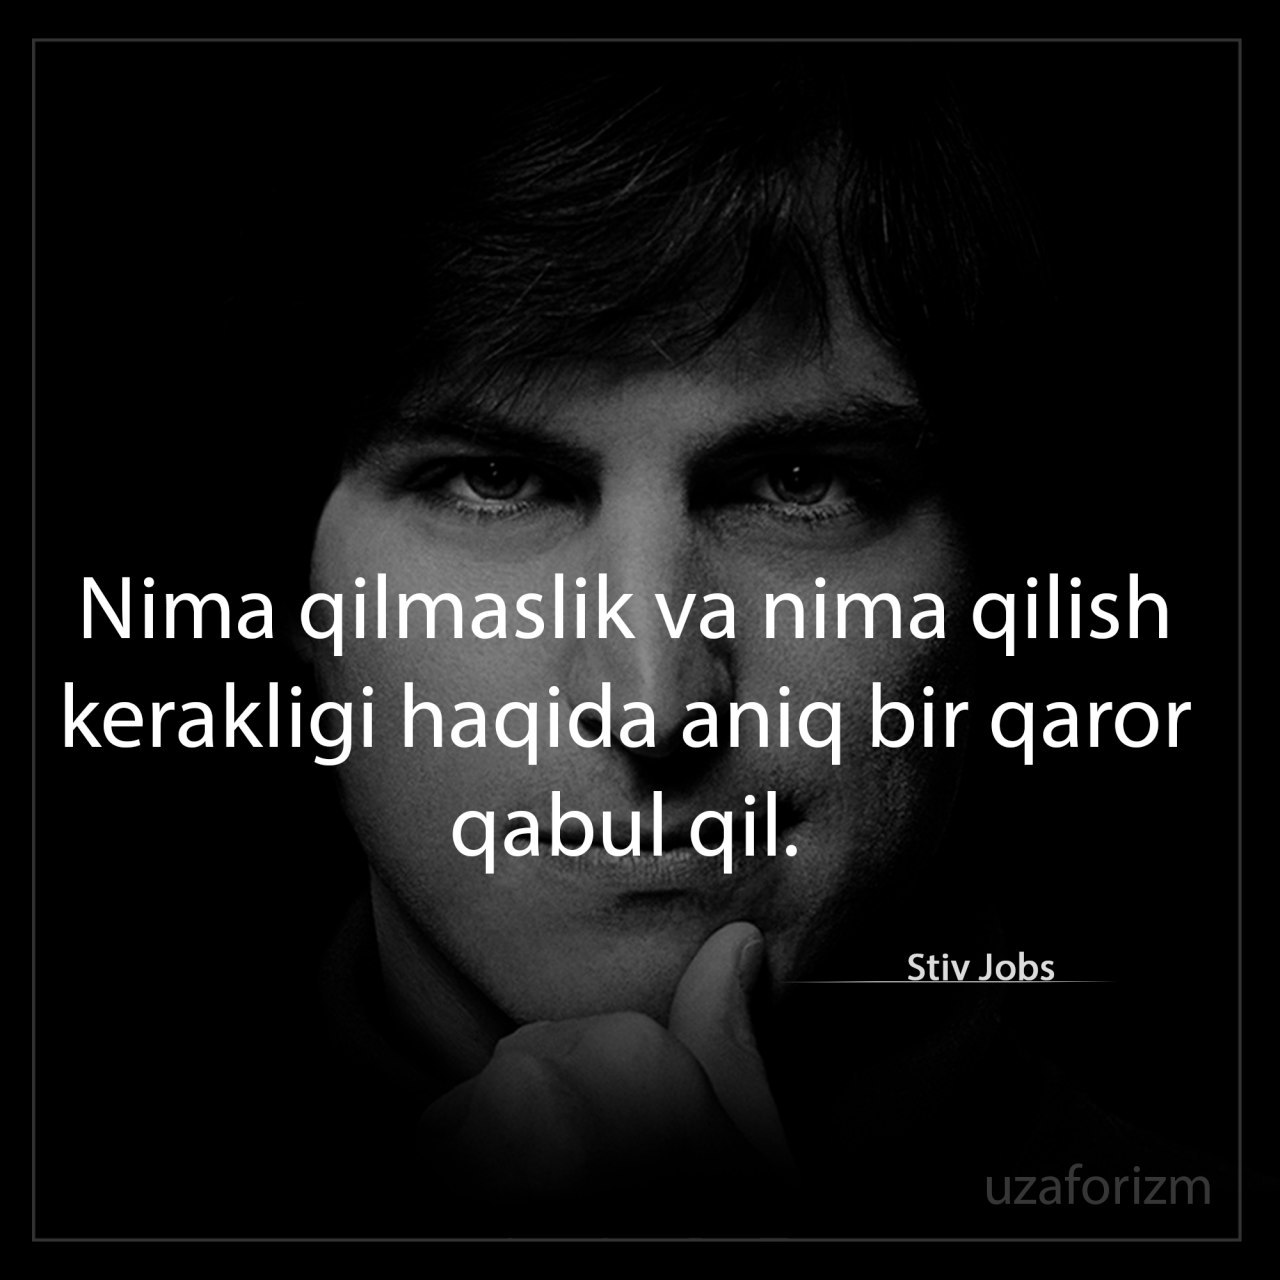 Nima qilmaslik va nima qilish
kerakligi haqida aniq bir qaror
qabul qil.
Stiv Jobs
uzaforizm